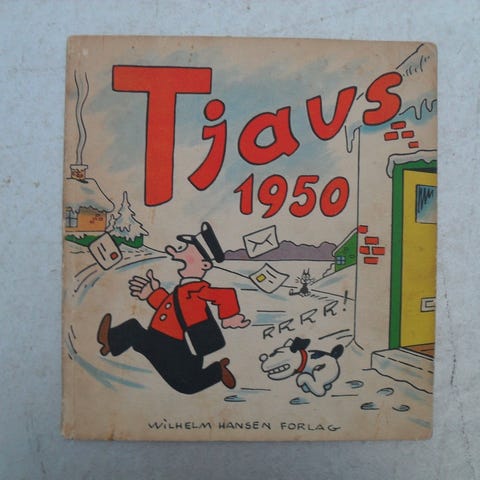 Tjavs
1950
RRRR!
WILHELM HANSEN FORLAG